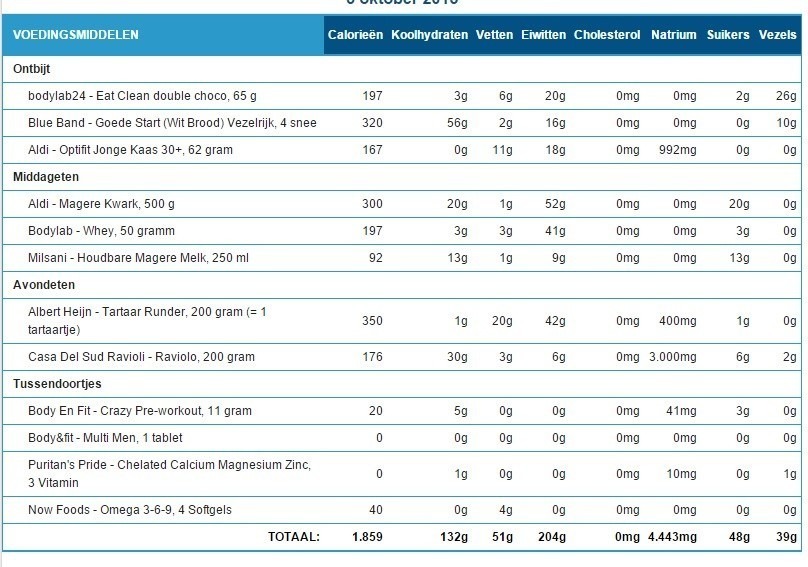 VOEDINGSMIDDELEN Calorieën Koolhydraten Vetten Eiwitten Cholesterol Natrium Suikers Vezels
Ontbijt
bodylab24 - Eat Clean double choco, 65 g 197 3g 6g 20g 0mg 0mg 2g 26g
Blue Band - Goede Start (Wit Brood) Vezelrijk, 4 snee 320 56g 2g 16g 0mg 0mg 0g 10g
Aldi - Optifit Jonge Kaas 30+, 62 gram 167 0g 11g 18g 0mg 992mg 0g 0g
Middageten
Aldi - Magere Kwark, 500 g 300 20g 1g 52g 0mg 0mg 20g 0g
Bodylab - Whey, 50 gramm 197 3g 3g 41g 0mg 0mg 3g 0g
Milsani - Houdbare Magere Melk, 250 ml 92 13g 1g 9g 0mg 0mg 13g 0g
Avondeten
Albert Heijn - Tartaar Runder, 200 gram (= 1
tartaartje) 350 1g 20g 42g 0mg 400mg 1g 0g
Casa Del Sud Ravioli - Raviolo, 200 gram 176 30g 3g 6g 0mg 3.000mg 6g 2g
Tussendoortjes
Body En Fit - Crazy Pre-workout, 11 gram 20 5g 0g 0g 0mg 41mg 3g 0g
Body&fit - Multi Men, 1 tablet 0 0g 0g 0g 0mg 0mg 0g 0g
Puritan's Pride - Chelated Calcium Magnesium Zinc,
3 Vitamin 0 1g 0g 0g 0mg 10mg 0g 1g
Now Foods - Omega 3-6-9, 4 Softgels 40 0g 4g 0g 0mg 0mg 0g 0g
TOTAAL: 1.859 132g 51g 204g 0mg 4.443mg 48g 39g